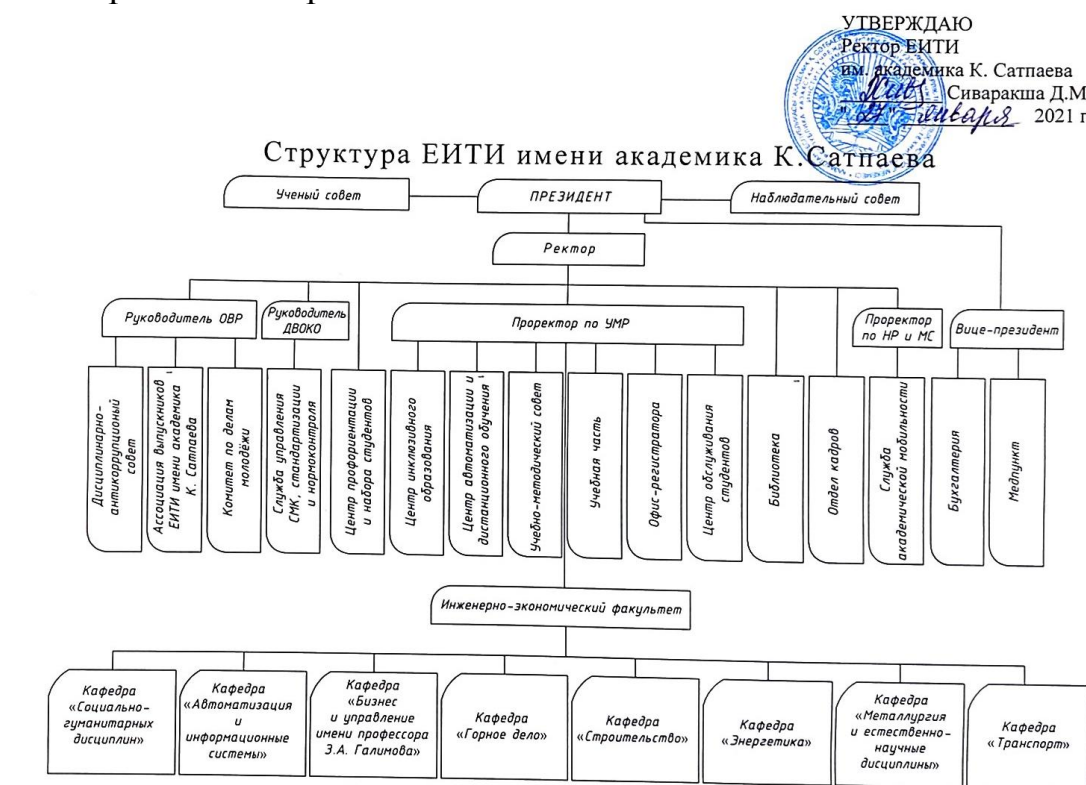 УТВЕРЖДАЮ
Ректор ЕИТИ
им. академика К. Сатпаева
Сиваракша Д.М
"27" января 2021 г
Структура ЕИТИ имени академика К.Сатпаева
Ученый совет
ПРЕЗИДЕНТ
Наблюдательный совет
Ректор
Руководитель ОВР
Руководитель
ДВОКО
Проректор по УМР
Проректор
по НР и МС
Вице-президент
Дисциплинарно-
антикоррупционый
совет
Ассоциация выпускников
ЕИТИ имени академика
К. Сатпаева
Комитет по делам
молодёжи
Служба управления
СМК, стандартизации
и нормоконтроля
Центр профориентации
и набора студентов
Центр инклюзивного
образования
Центр автоматизации и
дистанционного обучения
Учебно-методический совет
Учебная часть
Офис-регистратора
Центр обслуживания
студентов
Библиотека
Отдел кадров
Служба
академической мобильности
Бухгалтерия
Медпункт
Инженерно-экономический факультет
Кафедра
«Социально-
гуманитарных
дисциплин»
Кафедра
«Автоматизация
и
информационные
системы»
Кафедра
«Бизнес
и управление
имени профессора
З.А. Галимова»
Кафедра
«Горное дело»
Кафедра
«Строительство»
Кафедра
«Энергетика»
Кафедра
«Металлургия
и естественно-
научные
дисциплины»
Кафедра
«Транспорт»